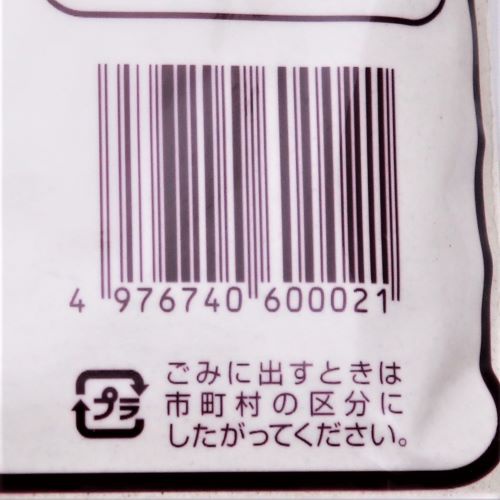 4 976740 600021
プラ
ごみに出すときは
市町村の区分に
したがってください。